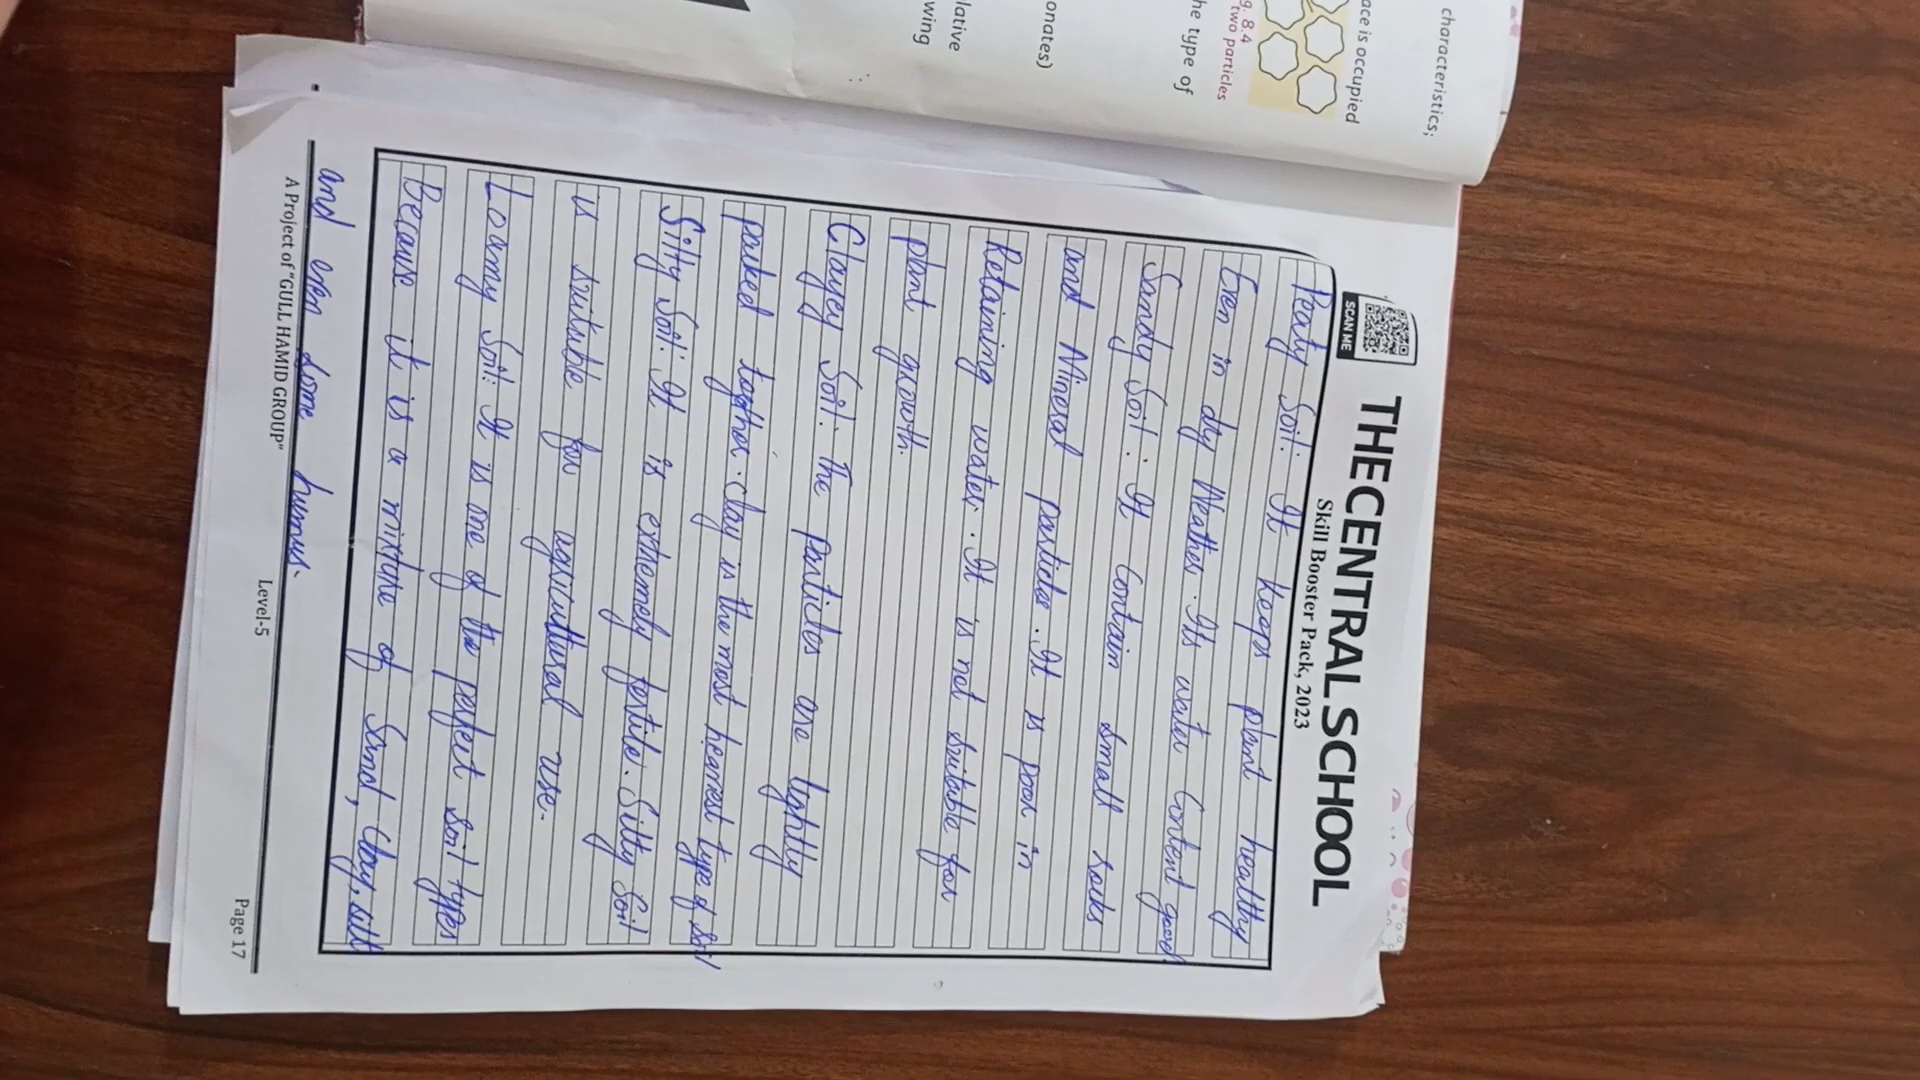 characteristics;
ace is occupied
g. 8.4
two particles
he type of
onates)
lative
wing
SCAN ME
THE CENTRAL SCHOOL
Skill Booster Pack, 2023
Peaty Soil: It keeps plant healthy
Even in dry Weather. Its water Content good
Sandy Soil: It Contain small rocks
and Mineral particles. It is poor in
Retaining water. It is not suitable for
plant growth.
Clayey Soil: The particles are tightly
packed together. clay is the most heavest type of soil
Silty Soil: It is extremely fertile. Silty Soil
is suitible for agricultural use.
Loamy Soil: It is one of the perfect soil types
Because it is a mixture of Sand, Clay, silt
and even some humus.
A Project of "GULL HAMID GROUP"
Level-5
Page 17